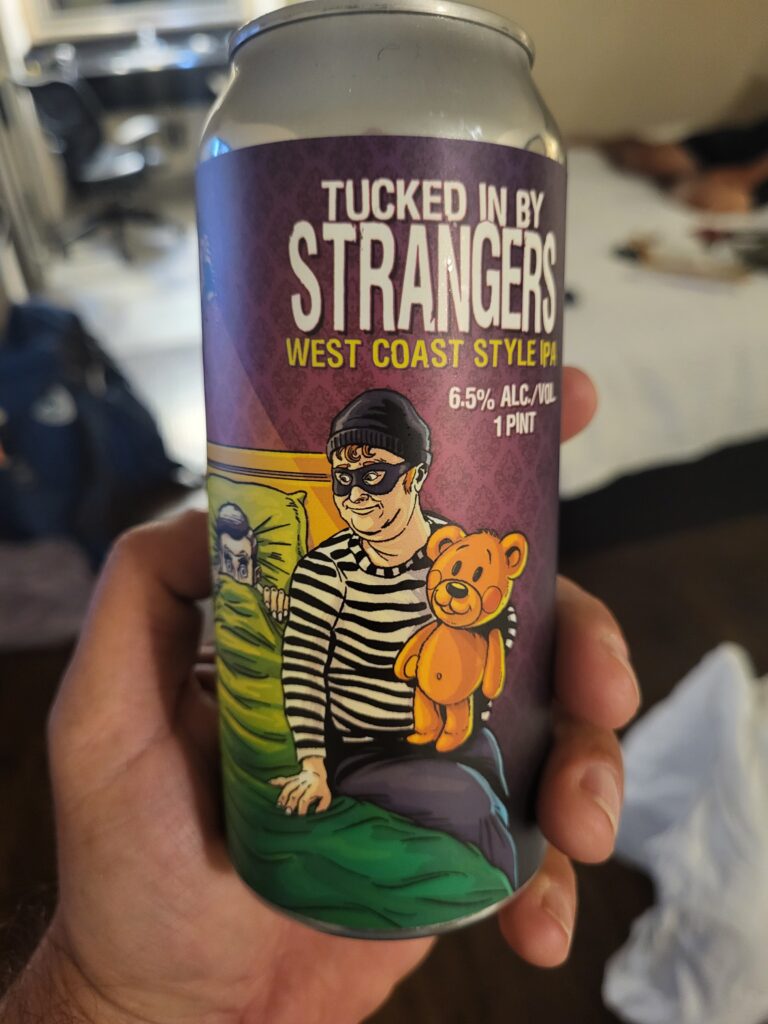 TUCKED IN BY
STRANGERS
WEST COAST STYLE IPA
6.5% ALC./VOL.
1 PINT